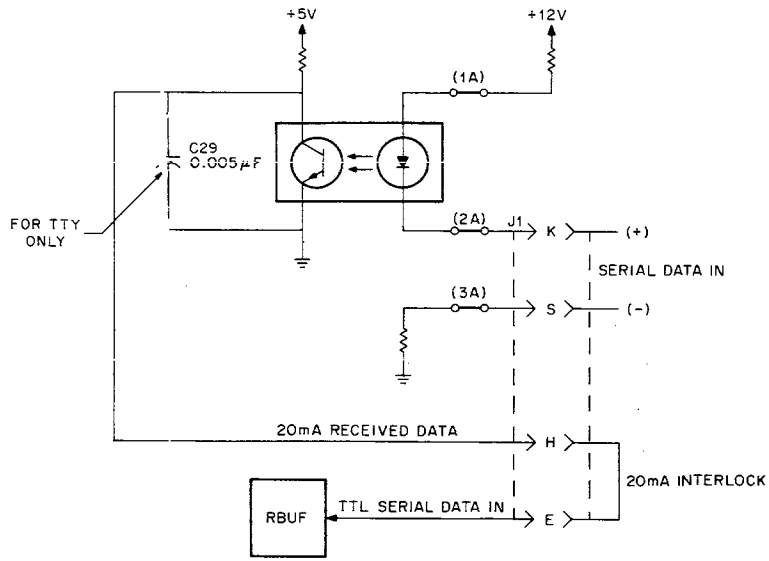 +5V
+12V
(1A)
C29
0.005µF
FOR TTY
ONLY
(2A)
J1
K
(+)
SERIAL DATA IN
(3A)
S
(-)
20mA RECEIVED DATA
H
20mA INTERLOCK
RBUF
TTL SERIAL DATA IN
E